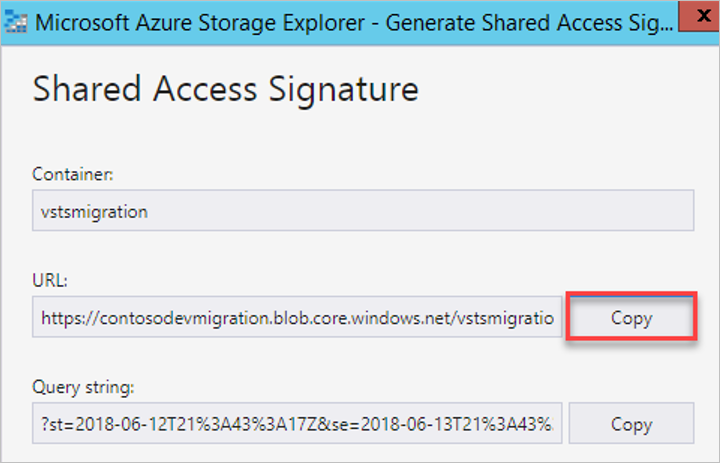 Microsoft Azure Storage Explorer - Generate Shared Access Sig...
x
Shared Access Signature
Container:
vstsmigration
URL:
https://contosodevmigration.blob.core.windows.net/vstsmigratio
Copy
Query string:
?st=2018-06-12T21%3A43%3A17Z&se=2018-06-13T21%3A43%
Copy